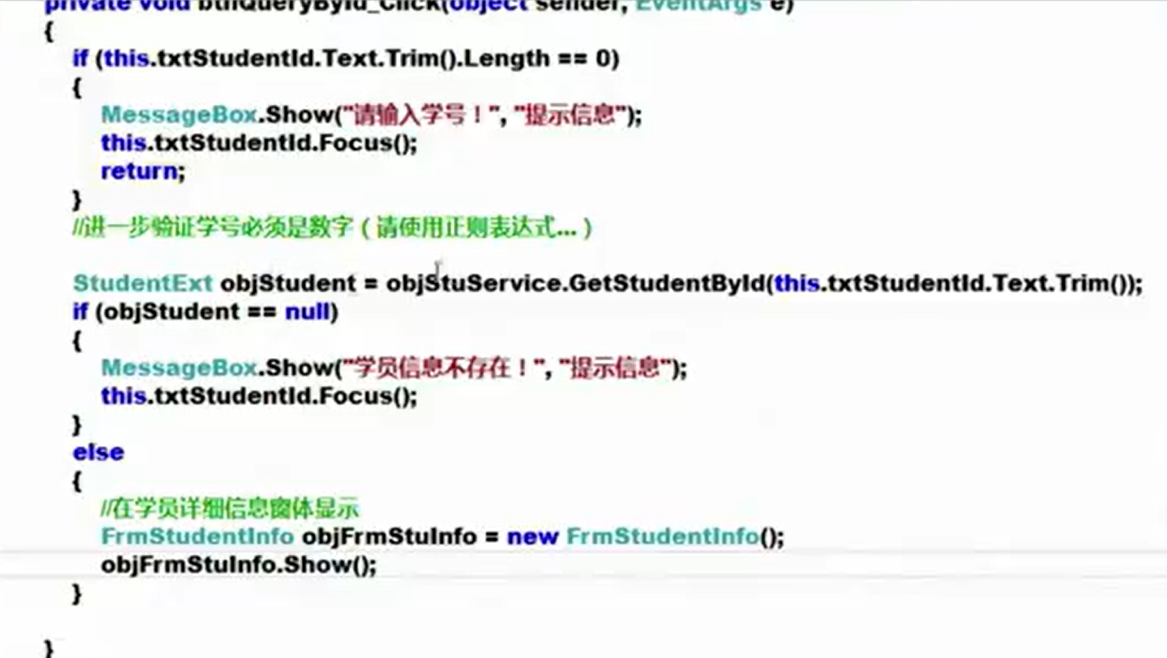 private void btnQueryById_Click(object sender, EventArgs e)
{
if (this.txtStudentId.Text.Trim().Length == 0)
{
MessageBox.Show("请输入学号！", "提示信息");
this.txtStudentId.Focus();
return;
}
//进一步验证学号必须是数字（请使用正则表达式...）
StudentExt objStudent = objStuService.GetStudentById(this.txtStudentId.Text.Trim());
if (objStudent == null)
{
MessageBox.Show("学员信息不存在！", "提示信息");
this.txtStudentId.Focus();
}
else
{
//在学员详细信息窗体显示
FrmStudentInfo objFrmStuInfo = new FrmStudentInfo();
objFrmStuInfo.Show();
}
}